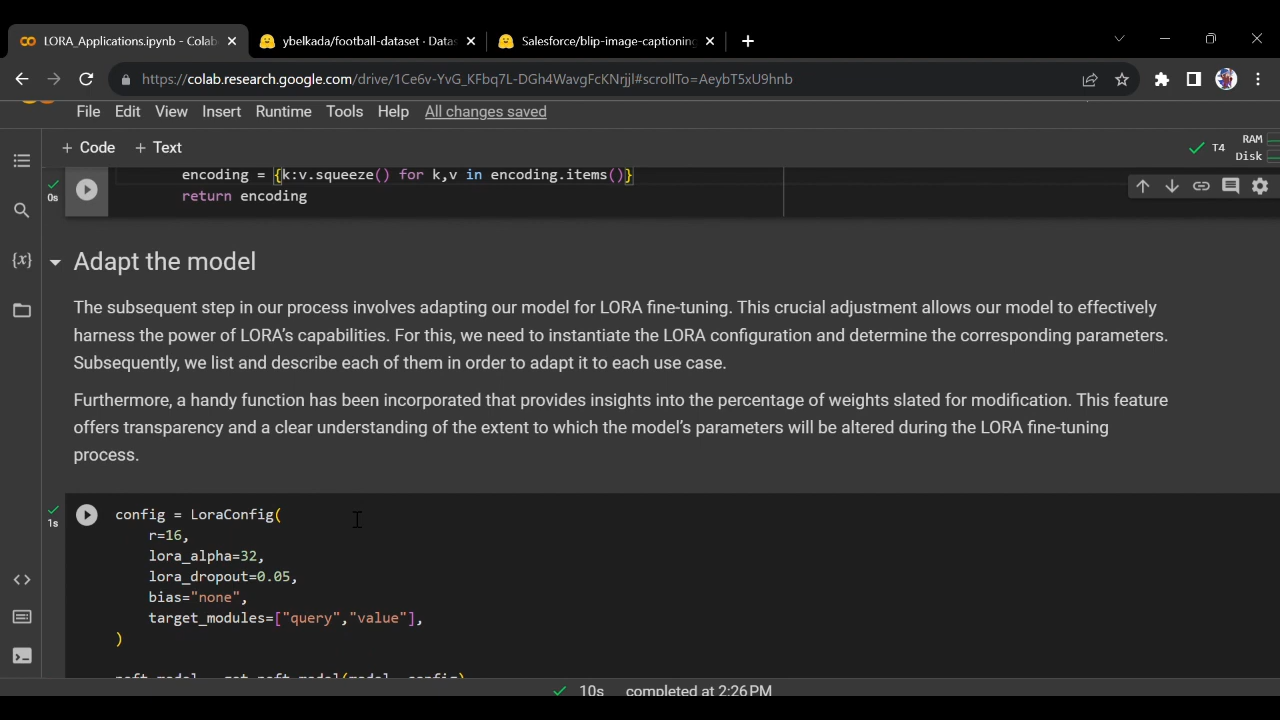 LORA_Applications.ipynb - Colab
ybelkada/football-dataset · Datas
Salesforce/blip-image-captioning
https://colab.research.google.com/drive/1Ce6v-YvG_KFbq7L-DGh4WavgFcKNrjjl#scrollTo=AeybT5xU9hnb
File Edit View Insert Runtime Tools Help All changes saved
+ Code + Text
T4 RAM
Disk
encoding = {k:v.squeeze() for k,v in encoding.items()}
0s
return encoding
{x}
Adapt the model
The subsequent step in our process involves adapting our model for LORA fine-tuning. This crucial adjustment allows our model to effectively
harness the power of LORA's capabilities. For this, we need to instantiate the LORA configuration and determine the corresponding parameters.
Subsequently, we list and describe each of them in order to adapt it to each use case.
Furthermore, a handy function has been incorporated that provides insights into the percentage of weights slated for modification. This feature
offers transparency and a clear understanding of the extent to which the model's parameters will be altered during the LORA fine-tuning
process.
1s
config = LoraConfig(
r=16,
lora_alpha=32,
lora_dropout=0.05,
bias="none",
target_modules=["query","value"],
)
peft_model = get_peft_model(model, config)
10s completed at 2:26 PM